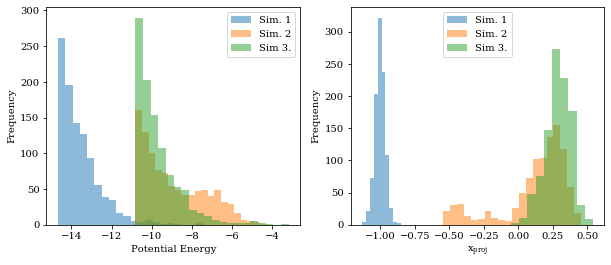 300
250
200
150
100
50
0
Frequency
Sim. 1
Sim. 2
Sim 3.
−14 −12 −10 −8 −6 −4
Potential Energy
300
250
200
150
100
50
0
Frequency
Sim. 1
Sim. 2
Sim 3.
−1.00 −0.75 −0.50 −0.25 0.00 0.25 0.50
xproj